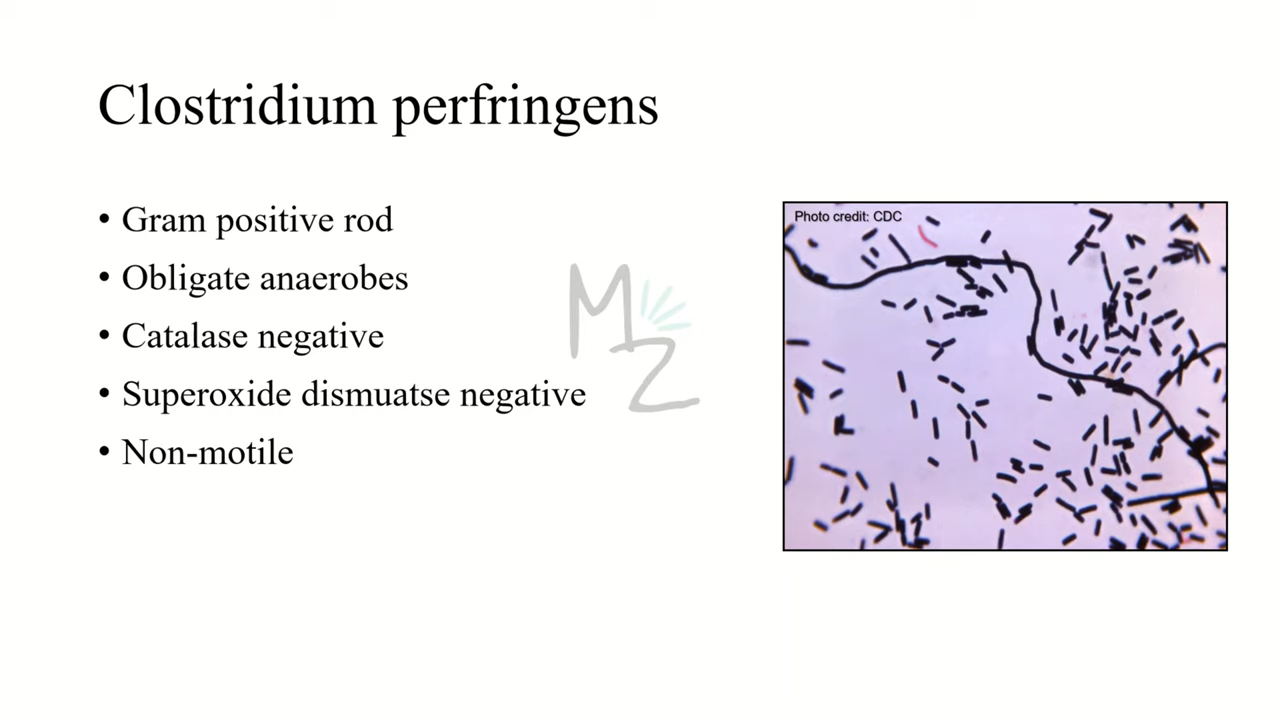 Clostridium perfringens
• Gram positive rod
• Obligate anaerobes
• Catalase negative
• Superoxide dismuatse negative
• Non-motile
Photo credit: CDC
MZ